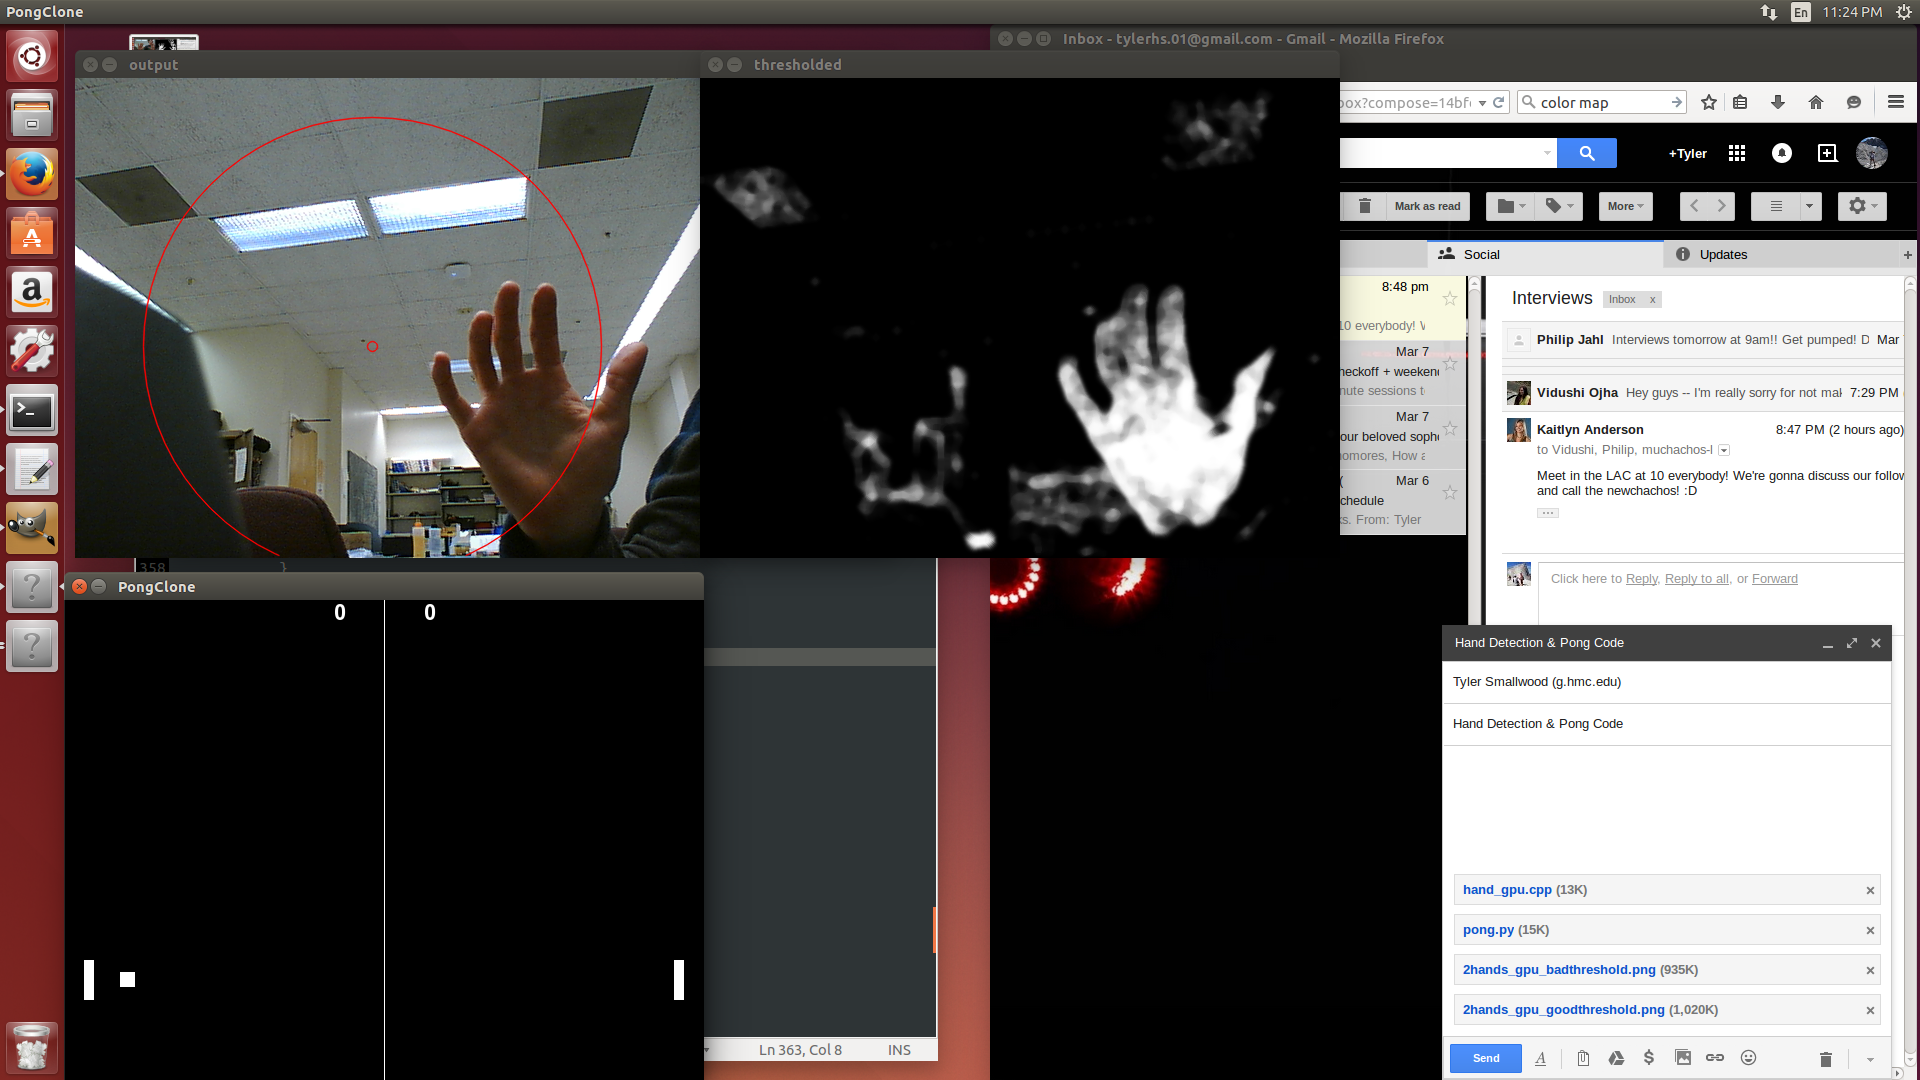 PongClone
En
11:24 PM
Inbox - tylerhs.01@gmail.com - Gmail - Mozilla Firefox
output
thresholded
color map
+Tyler
Mark as read
More
Social
Updates
8:48 pm
10 everybody!
Mar 7
eckoff + weekend
nute sessions
Mar 7
our beloved soph
nomores, How a
Mar 6
chedule
ks. From: Tyler
Interviews
Inbox x
Philip Jahl Interviews tomorrow at 9am!! Get pumped! D Mar
Vidushi Ojha Hey guys -- I'm really sorry for not mak 7:29 PM
Kaitlyn Anderson 8:47 PM (2 hours ago)
to Vidushi, Philip, muchachos-l
Meet in the LAC at 10 everybody! We're gonna discuss our follow
and call the newchachos! :D
Click here to Reply, Reply to all, or Forward
358 }
PongClone
0 0
Ln 363, Col 8 INS
Hand Detection & Pong Code
Tyler Smallwood (g.hmc.edu)
Hand Detection & Pong Code
hand_gpu.cpp (13K)
pong.py (15K)
2hands_gpu_badthreshold.png (935K)
2hands_gpu_goodthreshold.png (1,020K)
Send